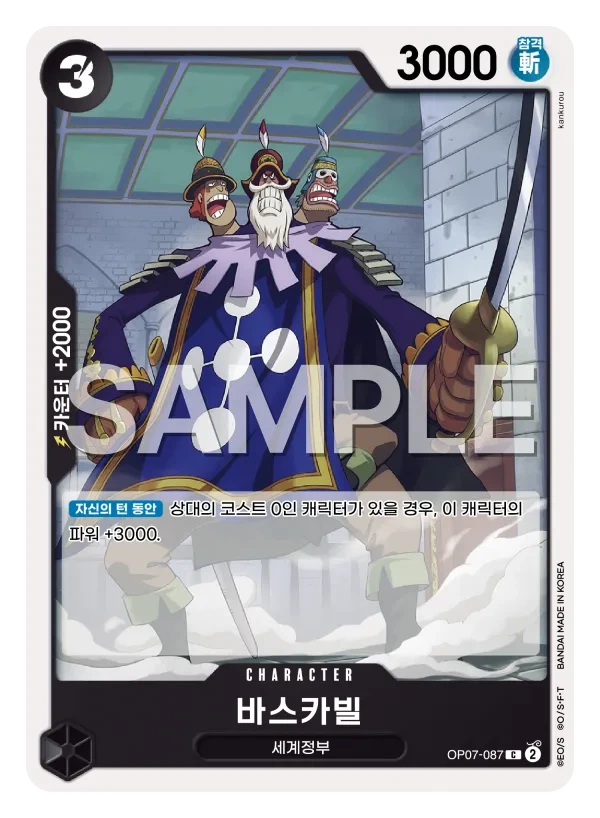 3
3000
참격
斬
kankurou
카운터 +2000
SAMPLE
자신의 턴 동안 상대의 코스트 0인 캐릭터가 있을 경우, 이 캐릭터의
파워 +3000.
CHARACTER
바스카빌
세계정부
OP07-087 C 2
©EO/S ©O/S·F·T BANDAI MADE IN KOREA